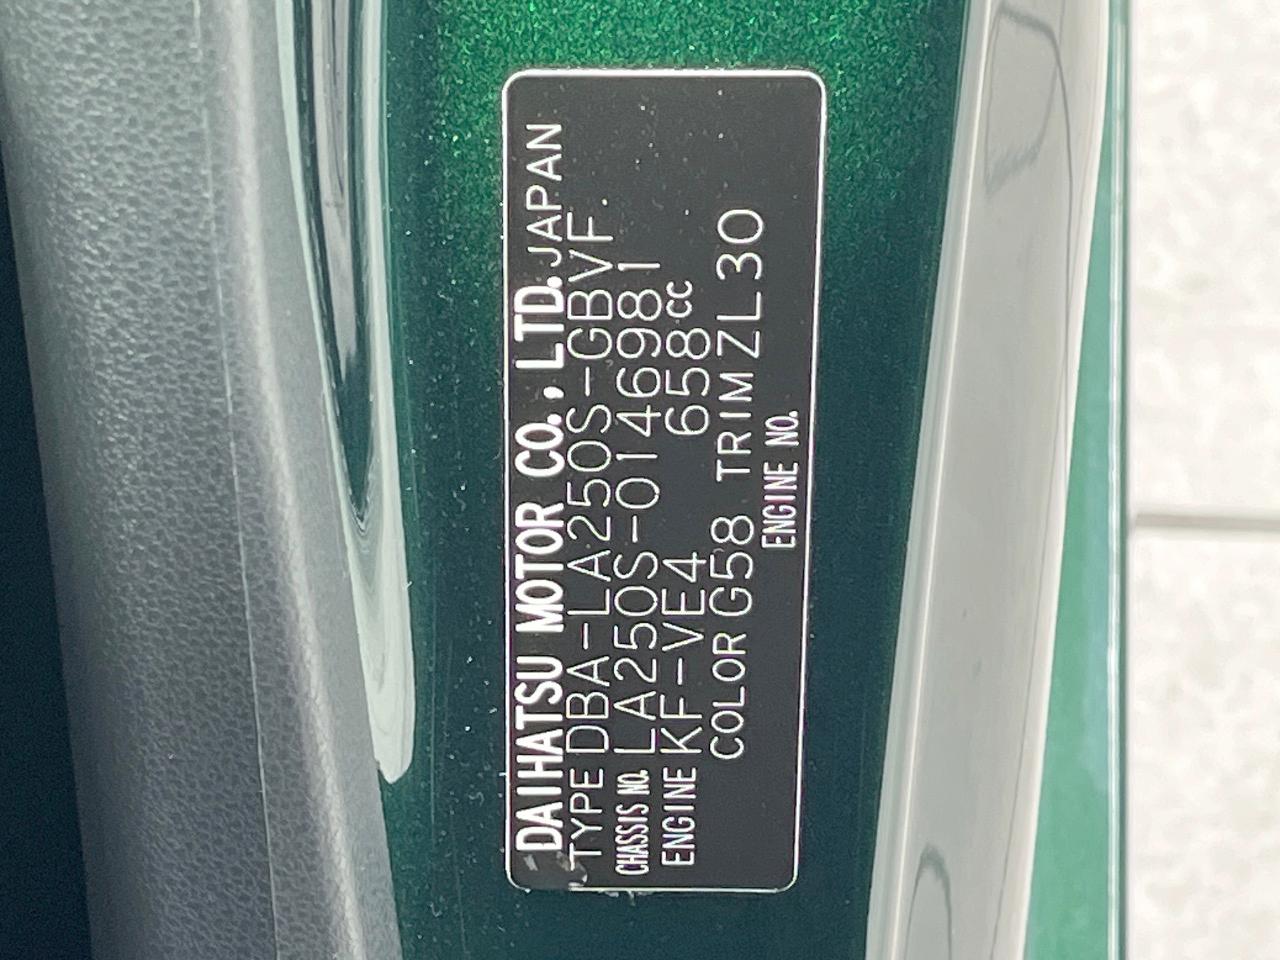 DAIHATSU MOTOR CO., LTD. JAPAN
TYPE DBA-LA250S-GBVF
CHASSIS NO. LA250S-0146981
ENGINE KF-VE4 658cc
COLOR G58 TRIM ZL30
ENGINE NO.